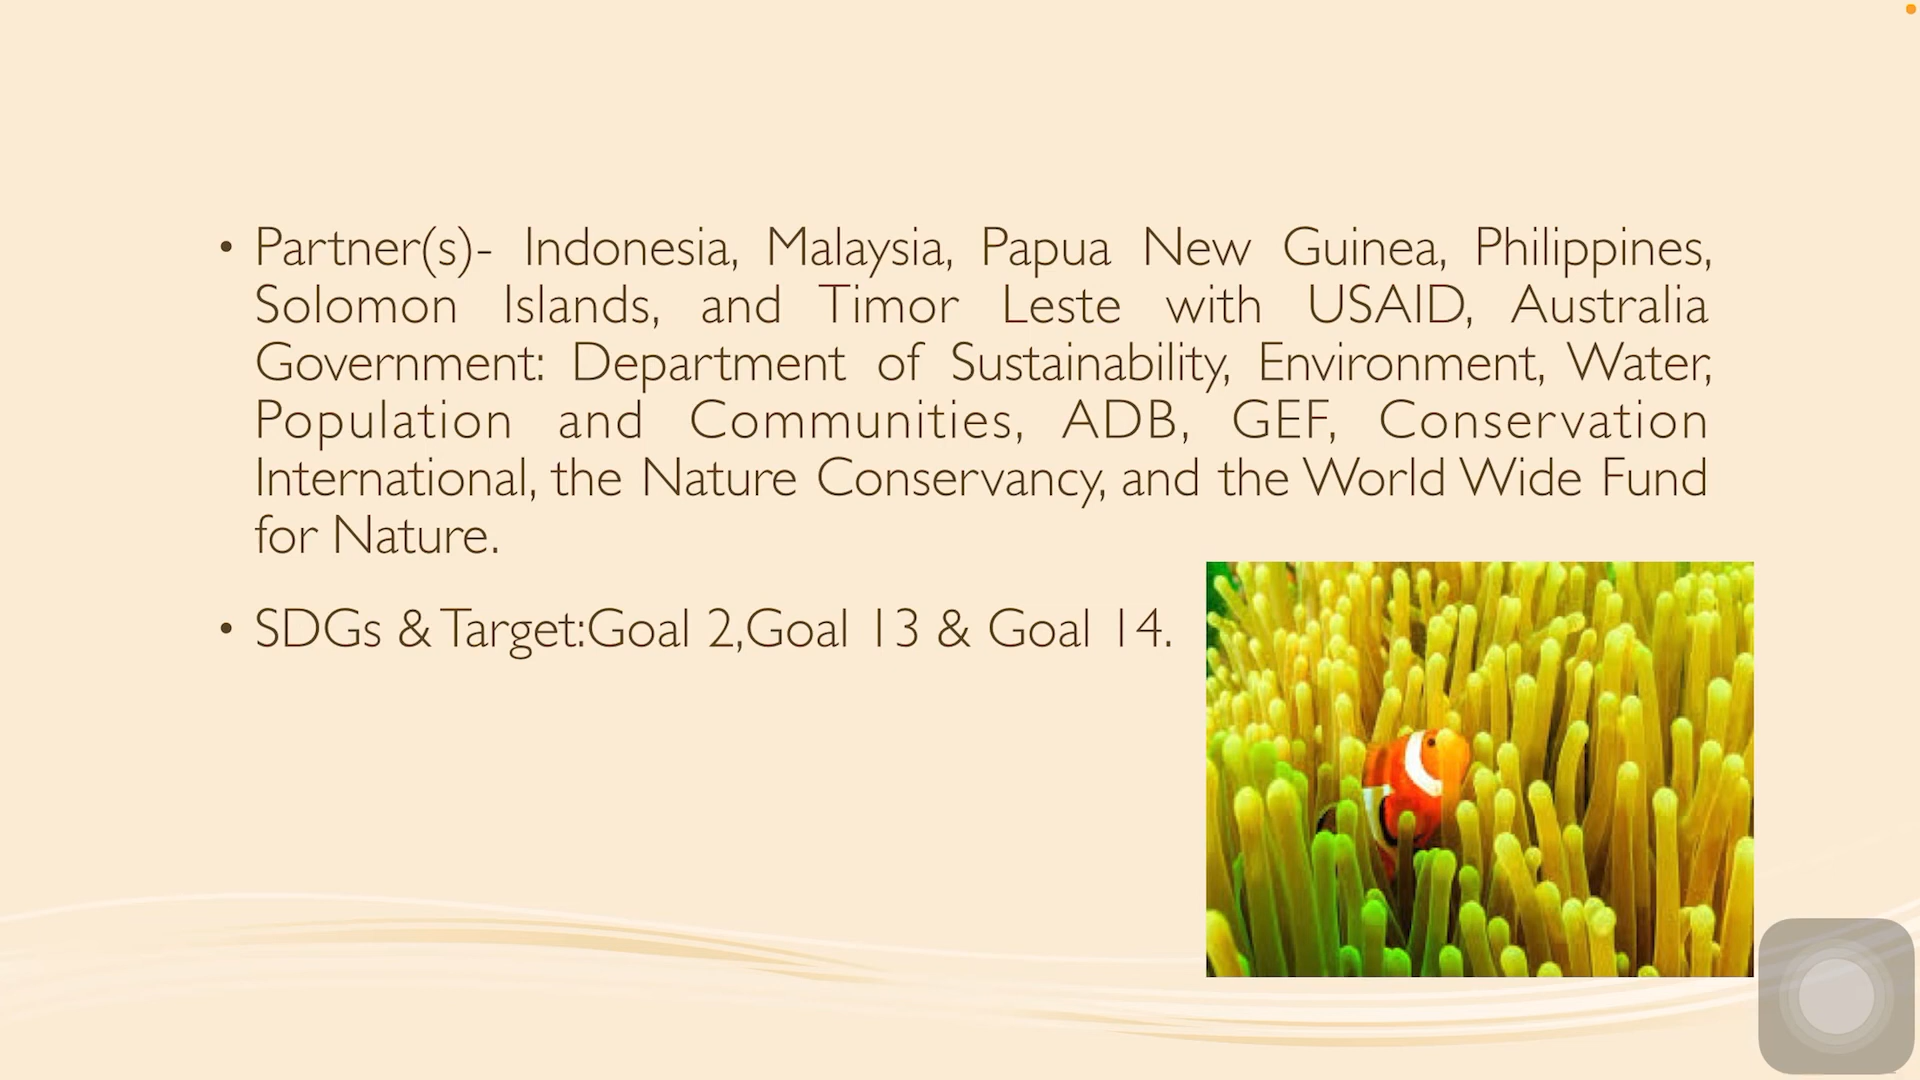 • Partner(s)- Indonesia, Malaysia, Papua New Guinea, Philippines,
Solomon Islands, and Timor Leste with USAID, Australia
Government: Department of Sustainability, Environment, Water,
Population and Communities, ADB, GEF, Conservation
International, the Nature Conservancy, and the World Wide Fund
for Nature.
• SDGs & Target:Goal 2,Goal 13 & Goal 14.